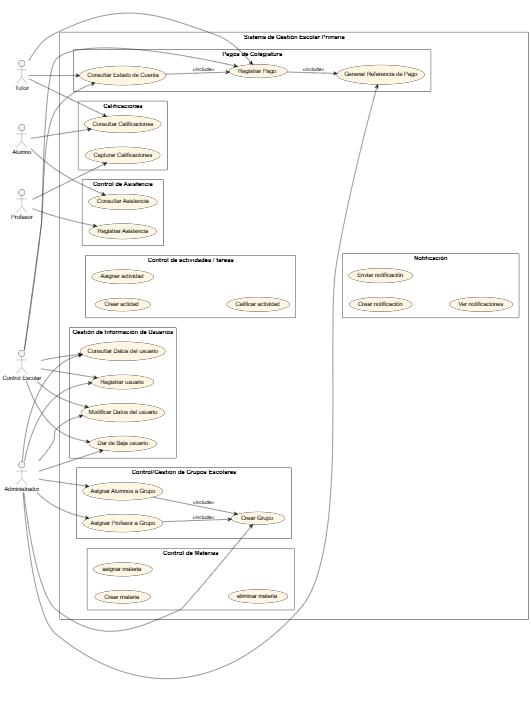 Sistema de Gestión Escolar Primaria
Pagos de Colegiatura
Consultar Estado de Cuenta
«include»
Registrar Pago
«include»
Generar Referencia de Pago
Tutor
Calificaciones
Consultar Calificaciones
Capturar Calificaciones
Alumno
Profesor
Control de Asistencia
Consultar Asistencia
Registrar Asistencia
Control de actividades / tareas
Asignar actividad
Crear actidad
Calificar actividad
Notificación
Enviar notificación
Crear notificación
Ver notificaciones
Gestión de Información de Usuarios
Consultar Datos del usuario
Registrar usuario
Modificar Datos del usuario
Dar de Baja usuario
Control Escolar
Administrador
Control/Gestion de Grupos Escolares
Asignar Alumnos a Grupo
«include»
Asignar Profesor a Grupo
«include»
Crear Grupo
Control de Materias
asignar materia
Crear materia
eliminar materia